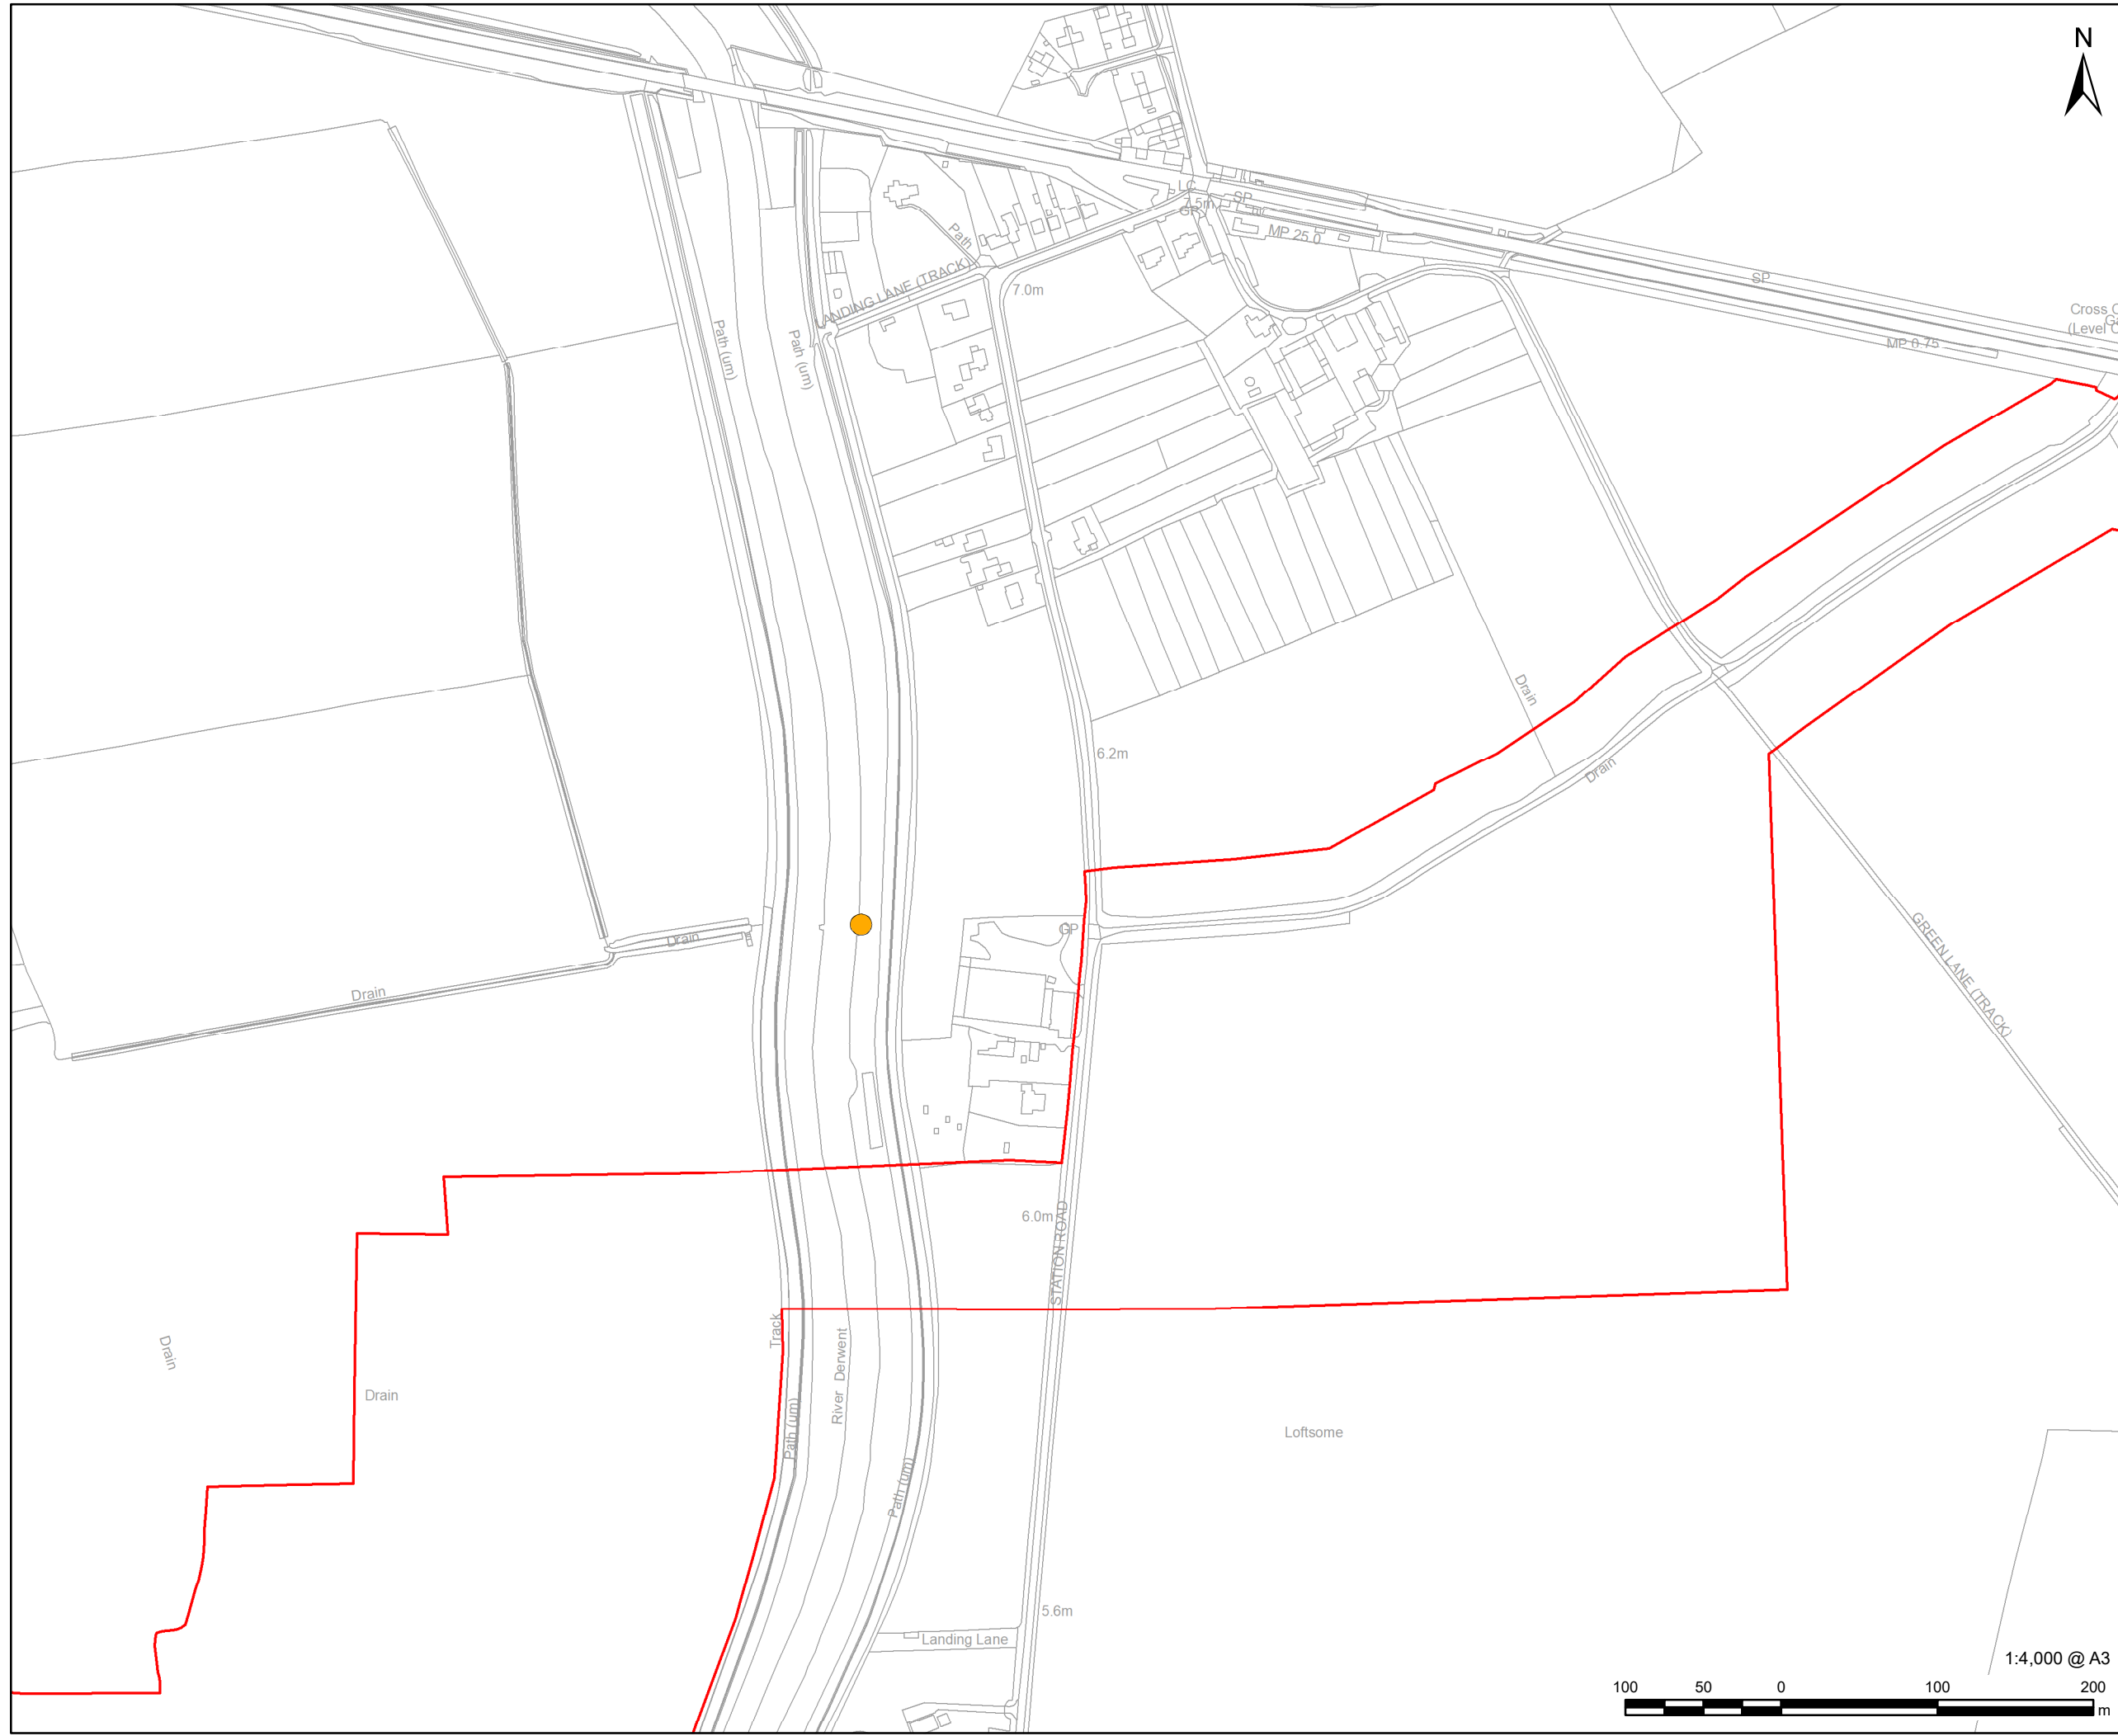 N
LC
SP
7.5m
GP
MP 25.0
Path
LANDING LANE (TRACK)
7.0m
SP
Cross
(Level
MP 0.75
Path (um)
Path (um)
Drain
6.2m
Drain
GP
Drain
GREEN LANE (TRACK)
Drain
6.0m
STATION ROAD
Track
Drain
River Derwent
Drain
Path (um)
Loftsome
Path (um)
5.6m
Landing Lane
1:4,000 @ A3
100 50 0 100 200
m